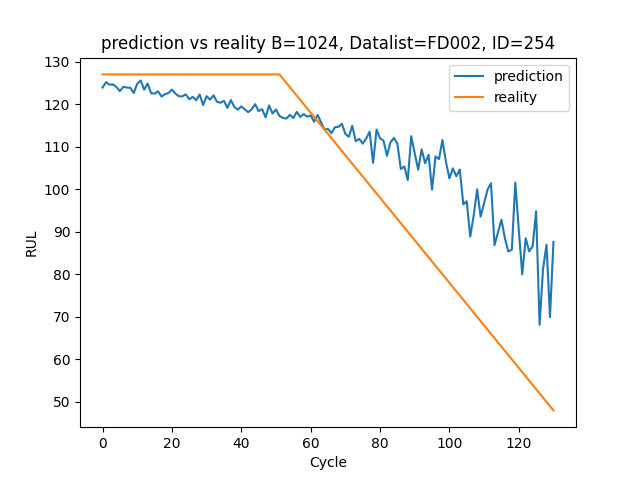 prediction vs reality B=1024, Datalist=FD002, ID=254
prediction
reality
130
120
110
100
90
80
70
60
50
RUL
0 20 40 60 80 100 120
Cycle